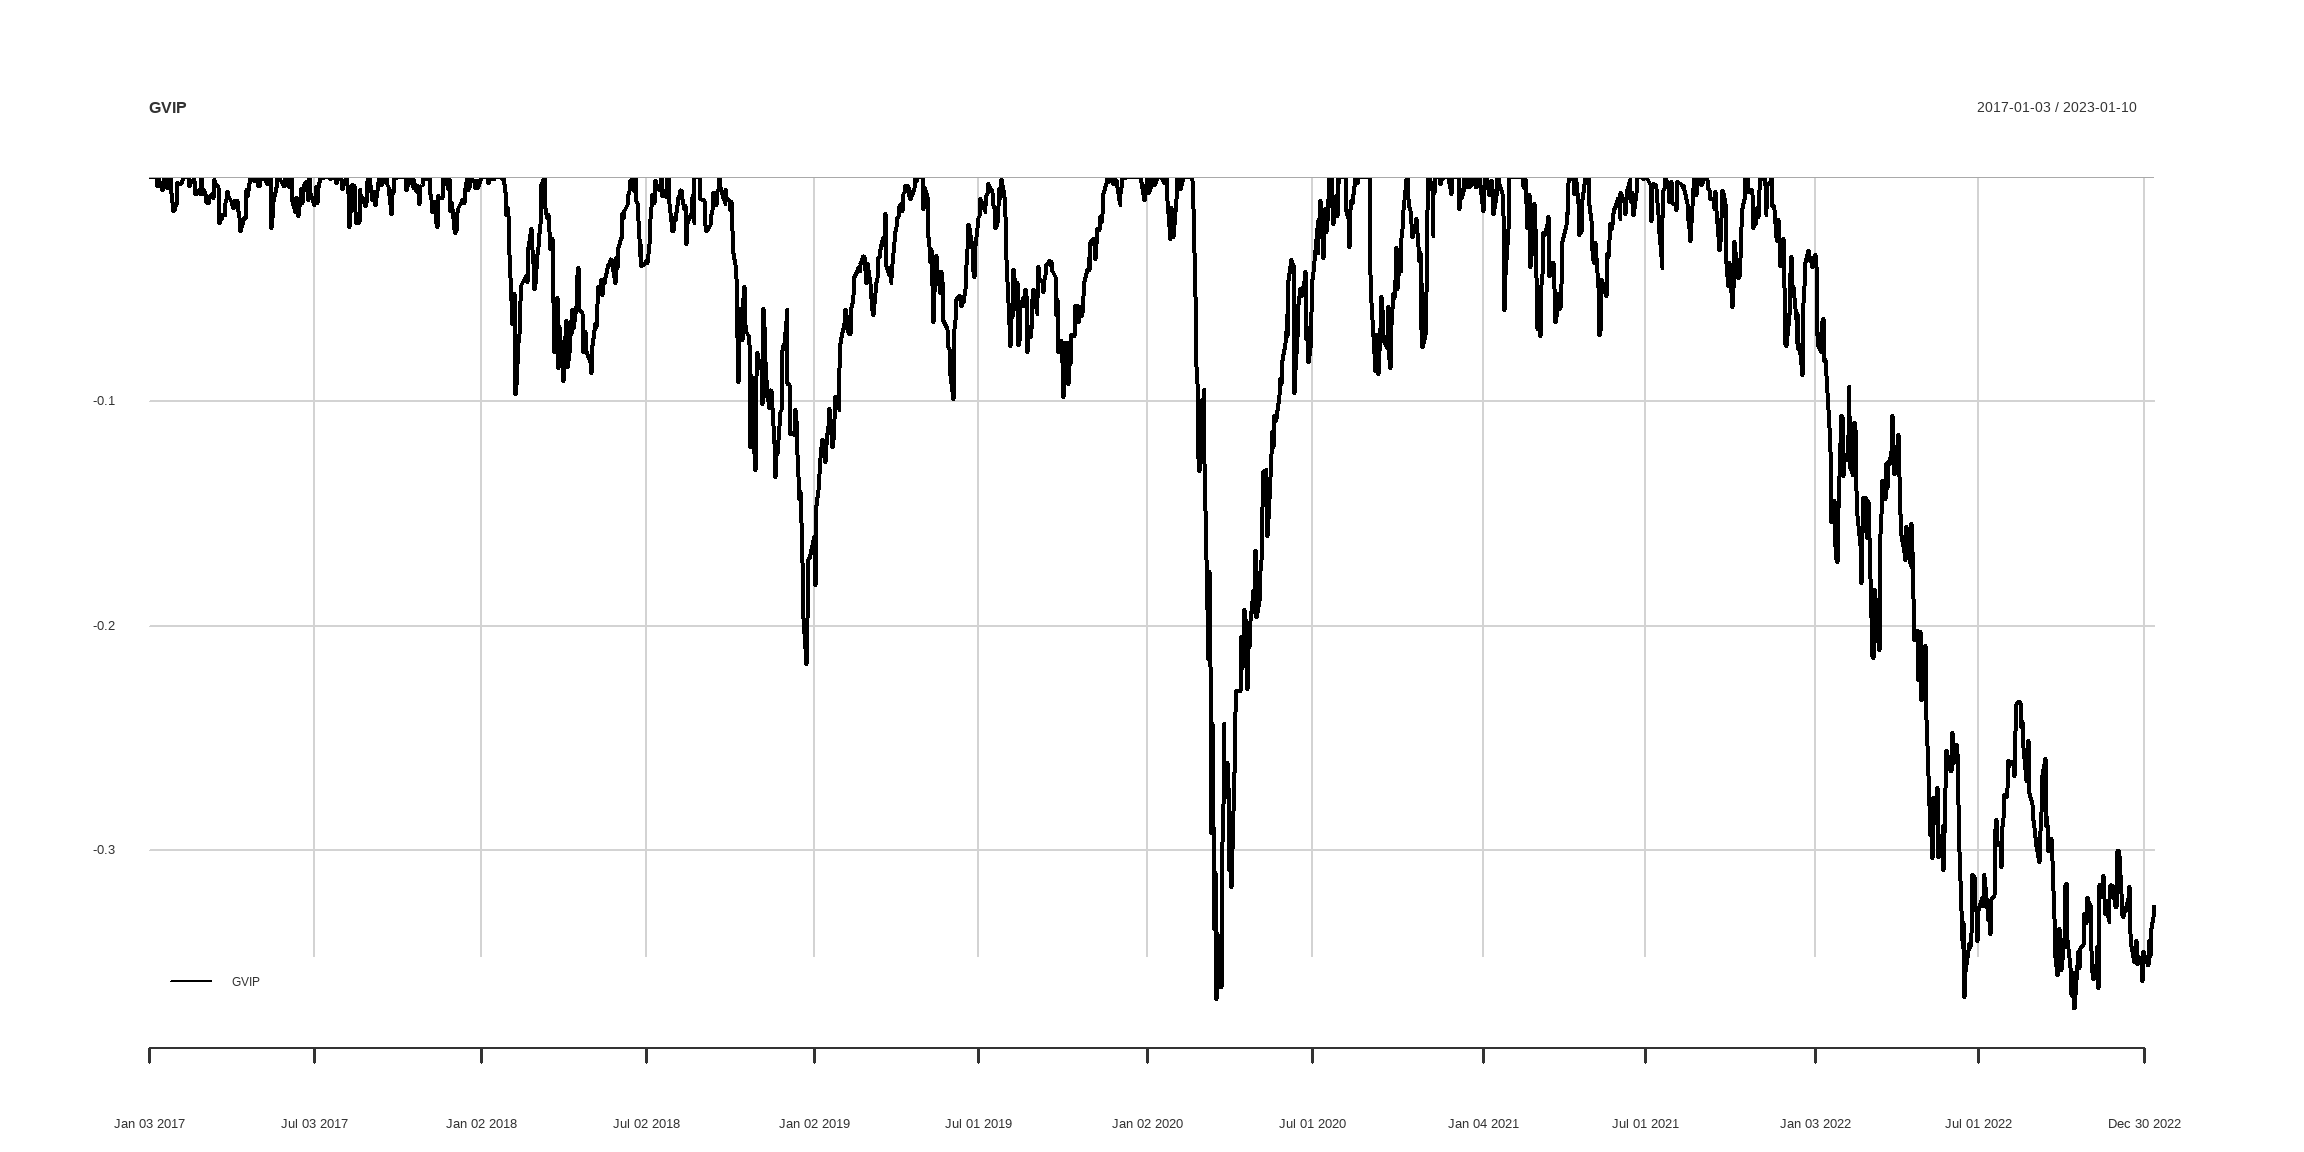 GVIP
2017-01-03 / 2023-01-10
-0.1
-0.2
-0.3
GVIP
Jan 03 2017
Jul 03 2017
Jan 02 2018
Jul 02 2018
Jan 02 2019
Jul 01 2019
Jan 02 2020
Jul 01 2020
Jan 04 2021
Jul 01 2021
Jan 03 2022
Jul 01 2022
Dec 30 2022